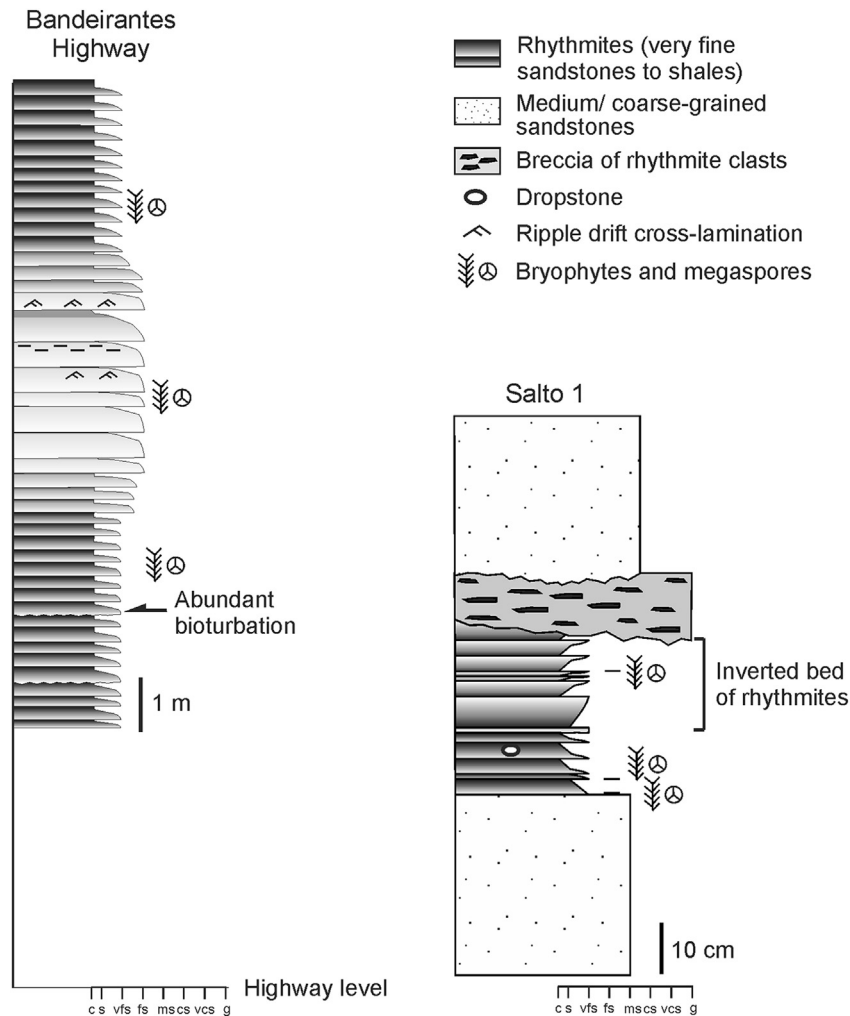 Bandeirantes
Highway
Rhythmites (very fine
sandstones to shales)
Medium/ coarse-grained
sandstones
Breccia of rhythmite clasts
Dropstone
Ripple drift cross-lamination
Bryophytes and megaspores
Abundant
bioturbation
1 m
Highway level
c s vfs fs ms cs vcs g
Salto 1
Inverted bed
of rhythmites
10 cm
c s vfs fs ms cs vcs g